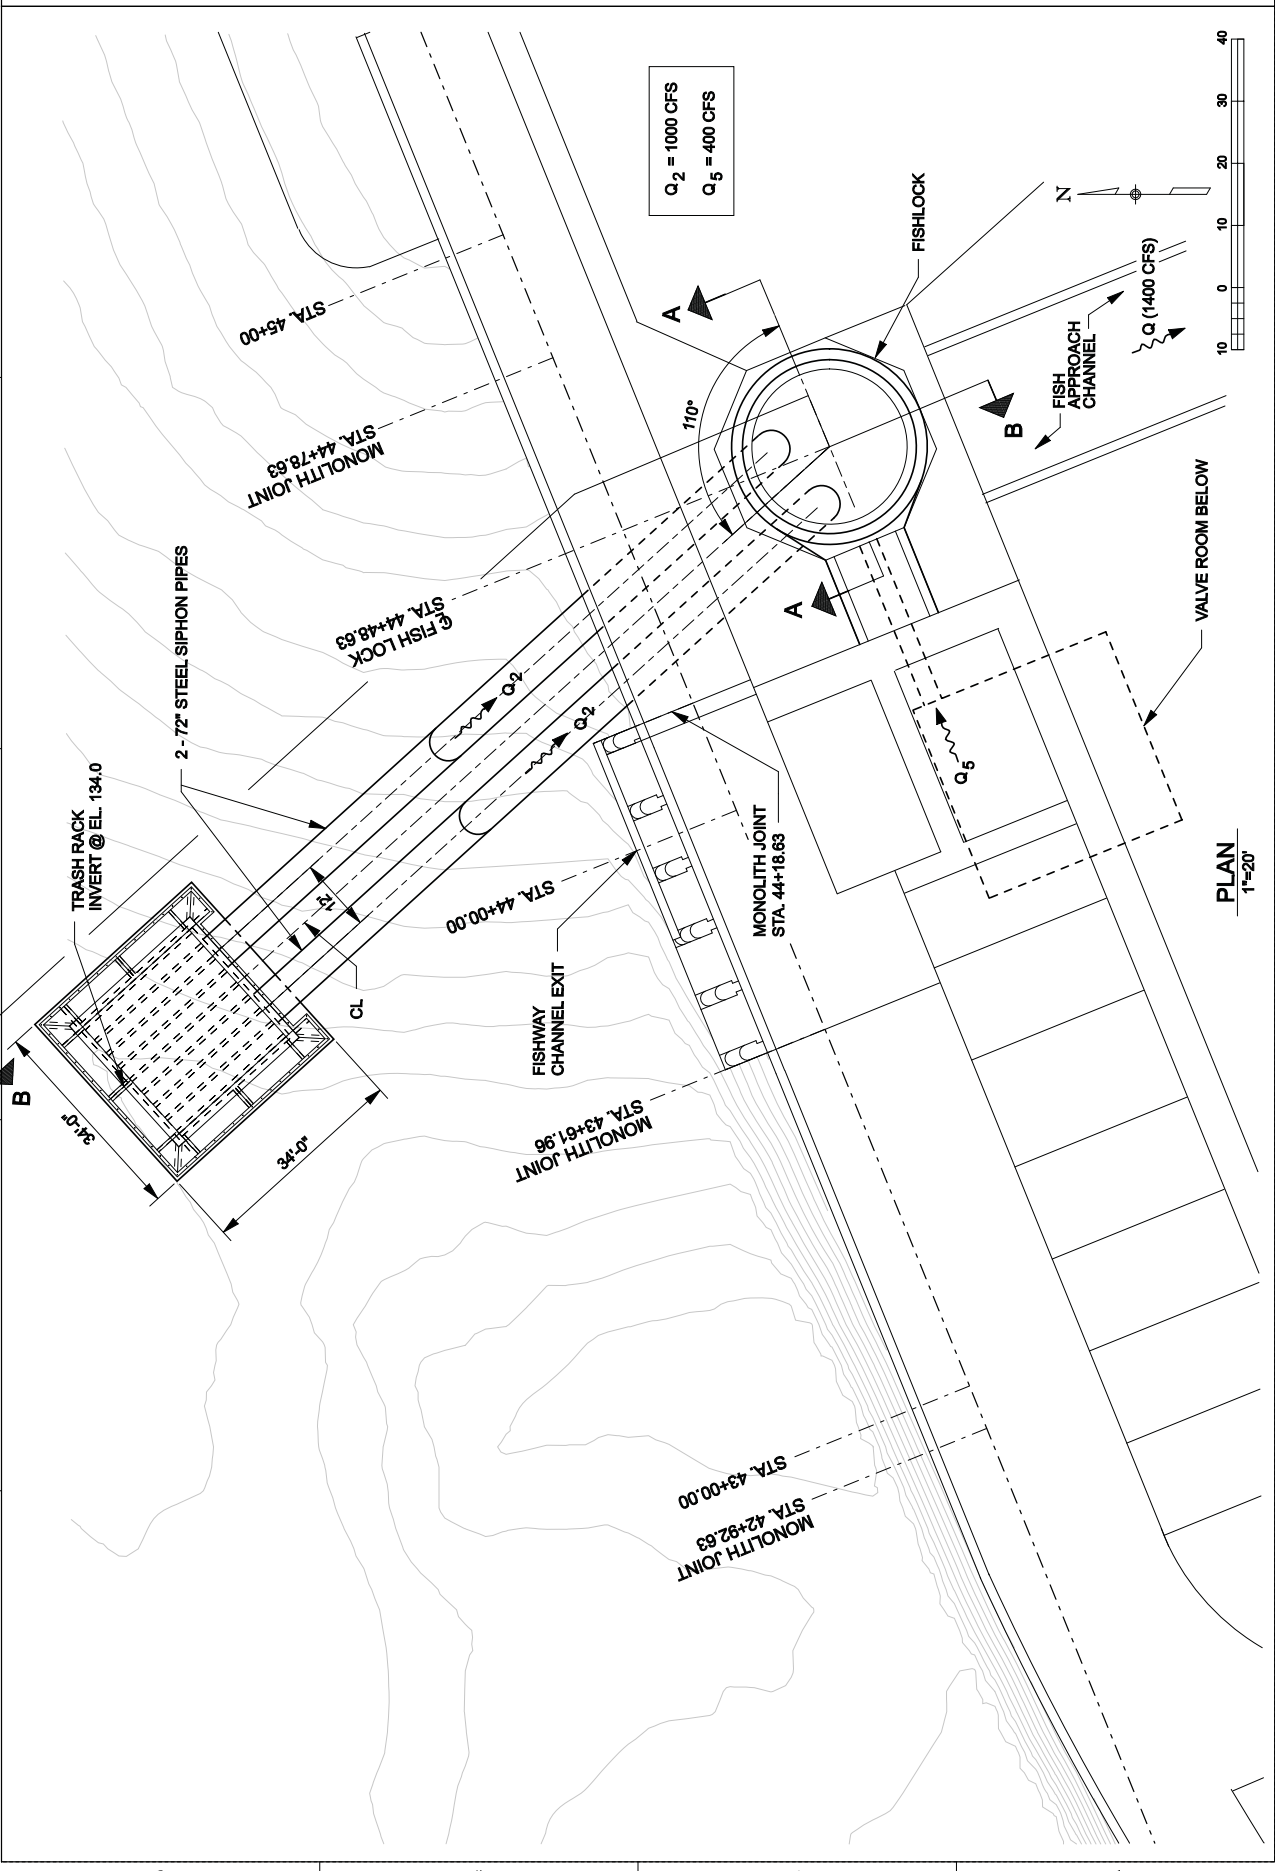 TRASH RACK
INVERT @ EL. 134.0
2 - 72" STEEL SIPHON PIPES
B
34'-0"
34'-0"
12'
CL
Q2
Q2
STA. 45+00
MONOLITH JOINT
STA. 44+78.63
℄ FISH LOCK
STA. 44+48.63
STA. 44+00.00
FISHWAY
CHANNEL EXIT
MONOLITH JOINT
STA. 43+61.96
MONOLITH JOINT
STA. 44+18.63
STA. 43+00.00
MONOLITH JOINT
STA. 42+92.63
Q2 = 1000 CFS
Q5 = 400 CFS
A
110°
A
B
FISHLOCK
FISH
APPROACH
CHANNEL
Q (1400 CFS)
N
Q5
VALVE ROOM BELOW
PLAN
1"=20'
10 0 10 20 30 40